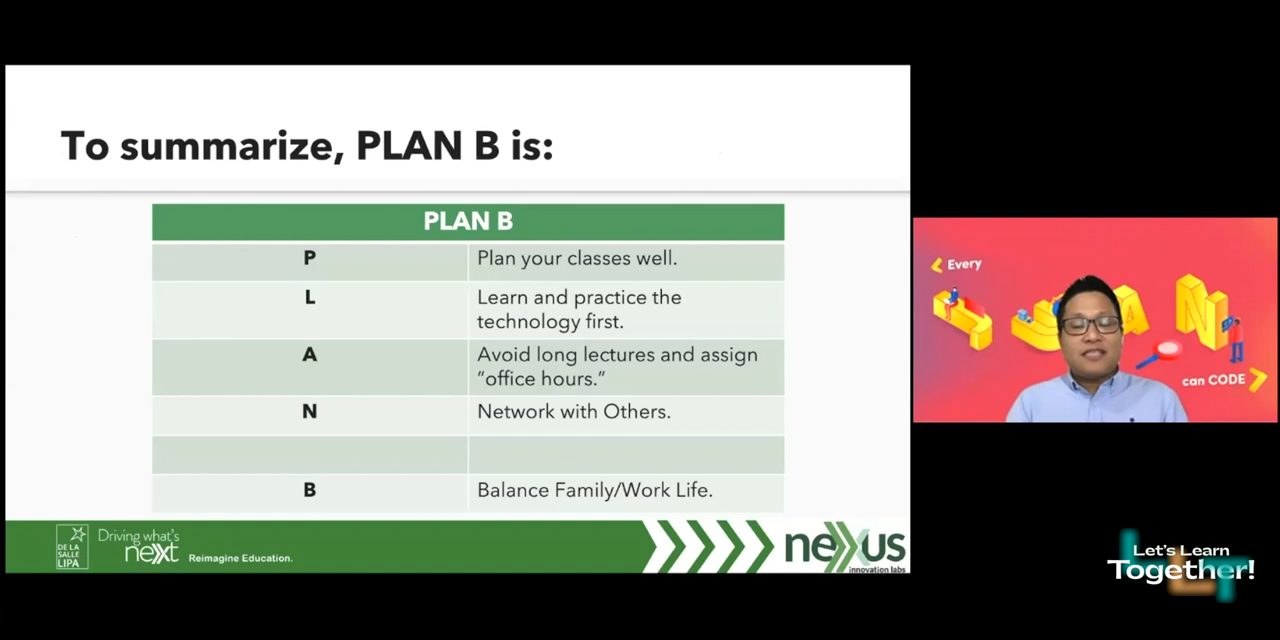 To summarize, PLAN B is:
PLAN B
P
Plan your classes well.
L
Learn and practice the
technology first.
A
Avoid long lectures and assign
"office hours."
N
Network with Others.
B
Balance Family/Work Life.
DE LA
SALLE
LIPA
Driving what's
next
Reimagine Education.
nexus
innovation labs
Every
JUAN
can CODE
Let's Learn
Together!
LLT